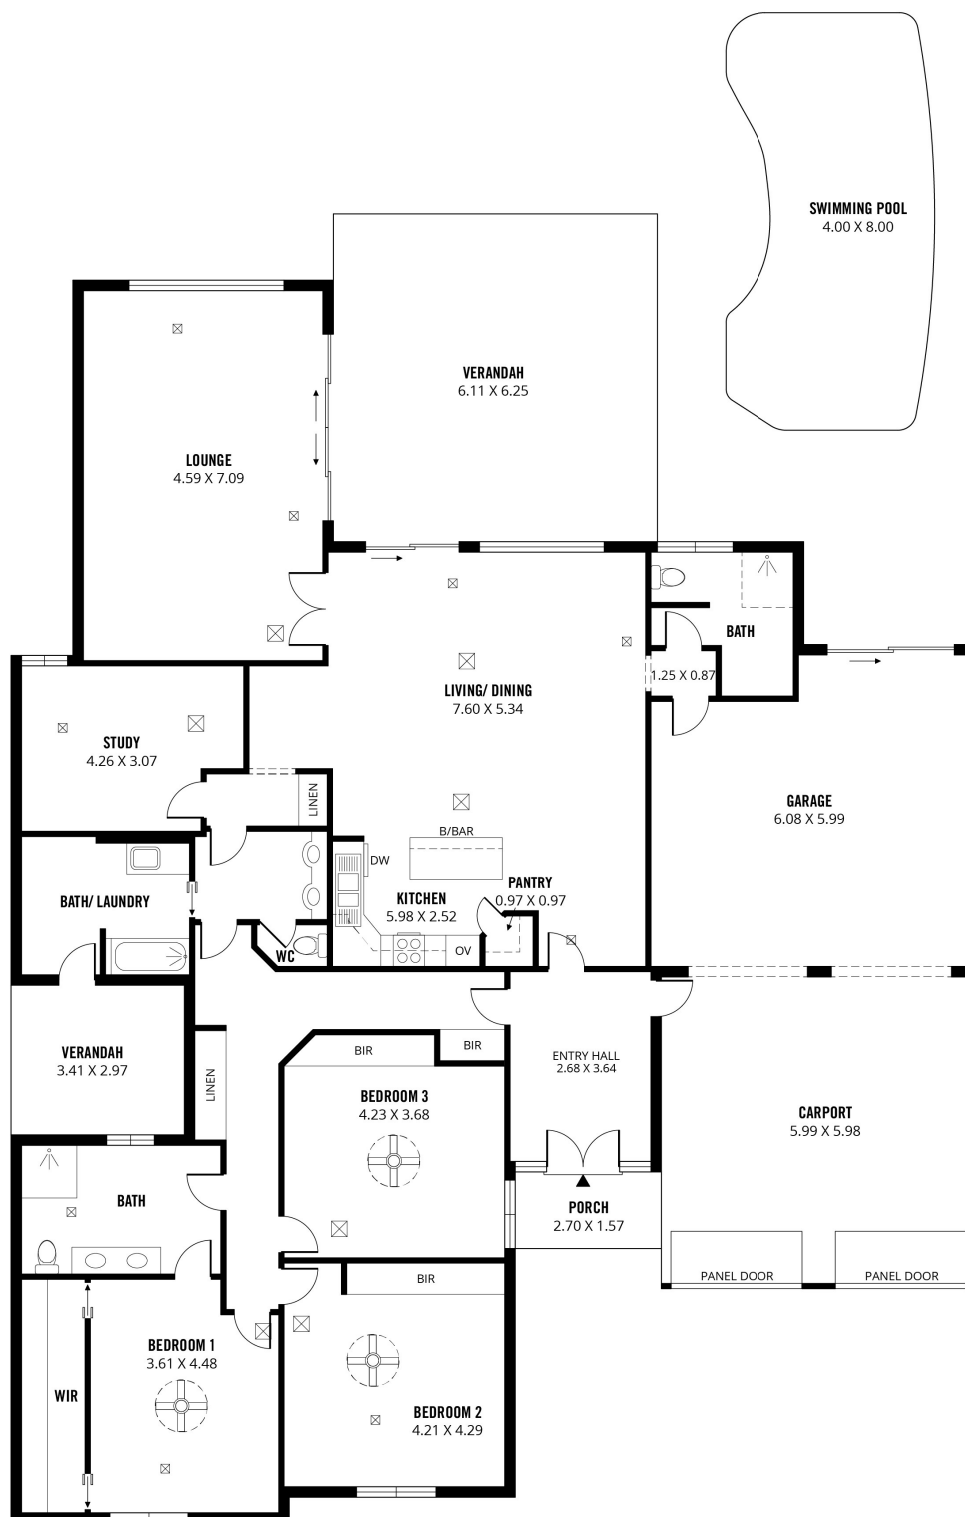 SWIMMING POOL
4.00 X 8.00
VERANDAH
6.11 X 6.25
LOUNGE
4.59 X 7.09
BATH
1.25 X 0.87
LIVING/ DINING
7.60 X 5.34
STUDY
4.26 X 3.07
LINEN
GARAGE
6.08 X 5.99
B/BAR
DW
KITCHEN
5.98 X 2.52
PANTRY
0.97 X 0.97
BATH/ LAUNDRY
WC
OV
VERANDAH
3.41 X 2.97
LINEN
BIR
BIR
ENTRY HALL
2.68 X 3.64
BEDROOM 3
4.23 X 3.68
CARPORT
5.99 X 5.98
BATH
PORCH
2.70 X 1.57
PANEL DOOR
PANEL DOOR
BIR
BEDROOM 1
3.61 X 4.48
WIR
BEDROOM 2
4.21 X 4.29